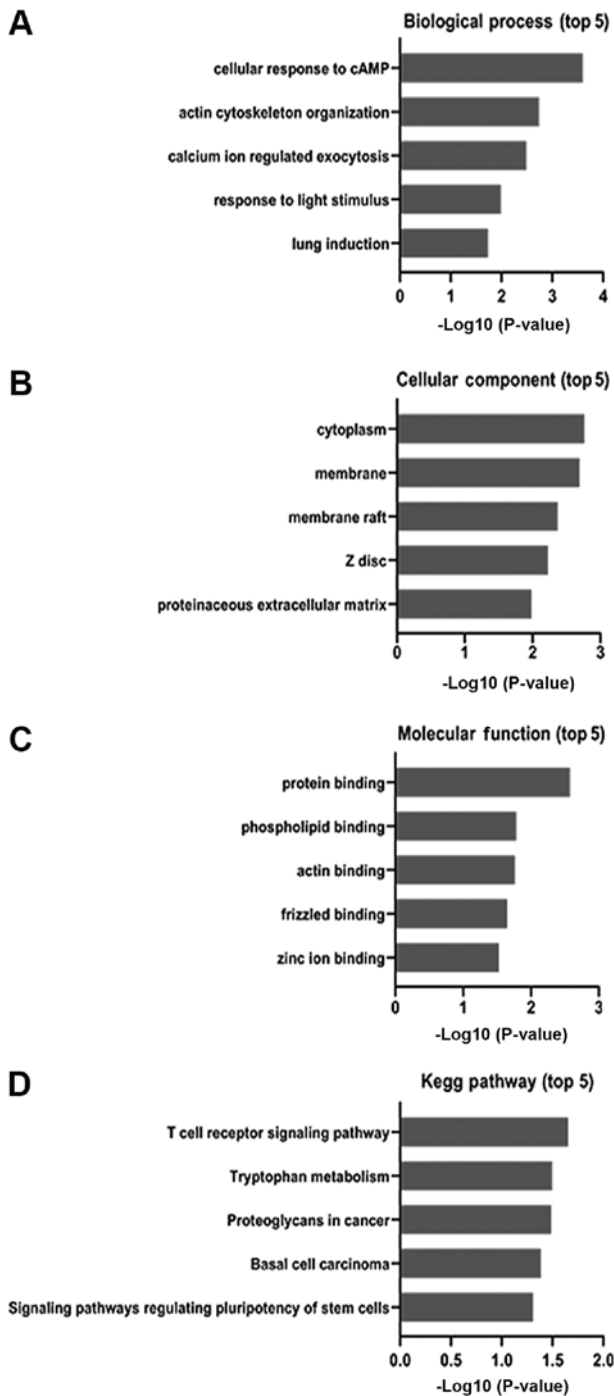 A
Biological process (top 5)
cellular response to cAMP
actin cytoskeleton organization
calcium ion regulated exocytosis
response to light stimulus
lung induction
0 1 2 3 4
-Log10 (P-value)
B
Cellular component (top 5)
cytoplasm
membrane
membrane raft
Z disc
proteinaceous extracellular matrix
0 1 2 3
-Log10 (P-value)
C
Molecular function (top 5)
protein binding
phospholipid binding
actin binding
frizzled binding
zinc ion binding
0 1 2 3
-Log10 (P-value)
D
Kegg pathway (top 5)
T cell receptor signaling pathway
Tryptophan metabolism
Proteoglycans in cancer
Basal cell carcinoma
Signaling pathways regulating pluripotency of stem cells
0.0 0.5 1.0 1.5 2.0
-Log10 (P-value)